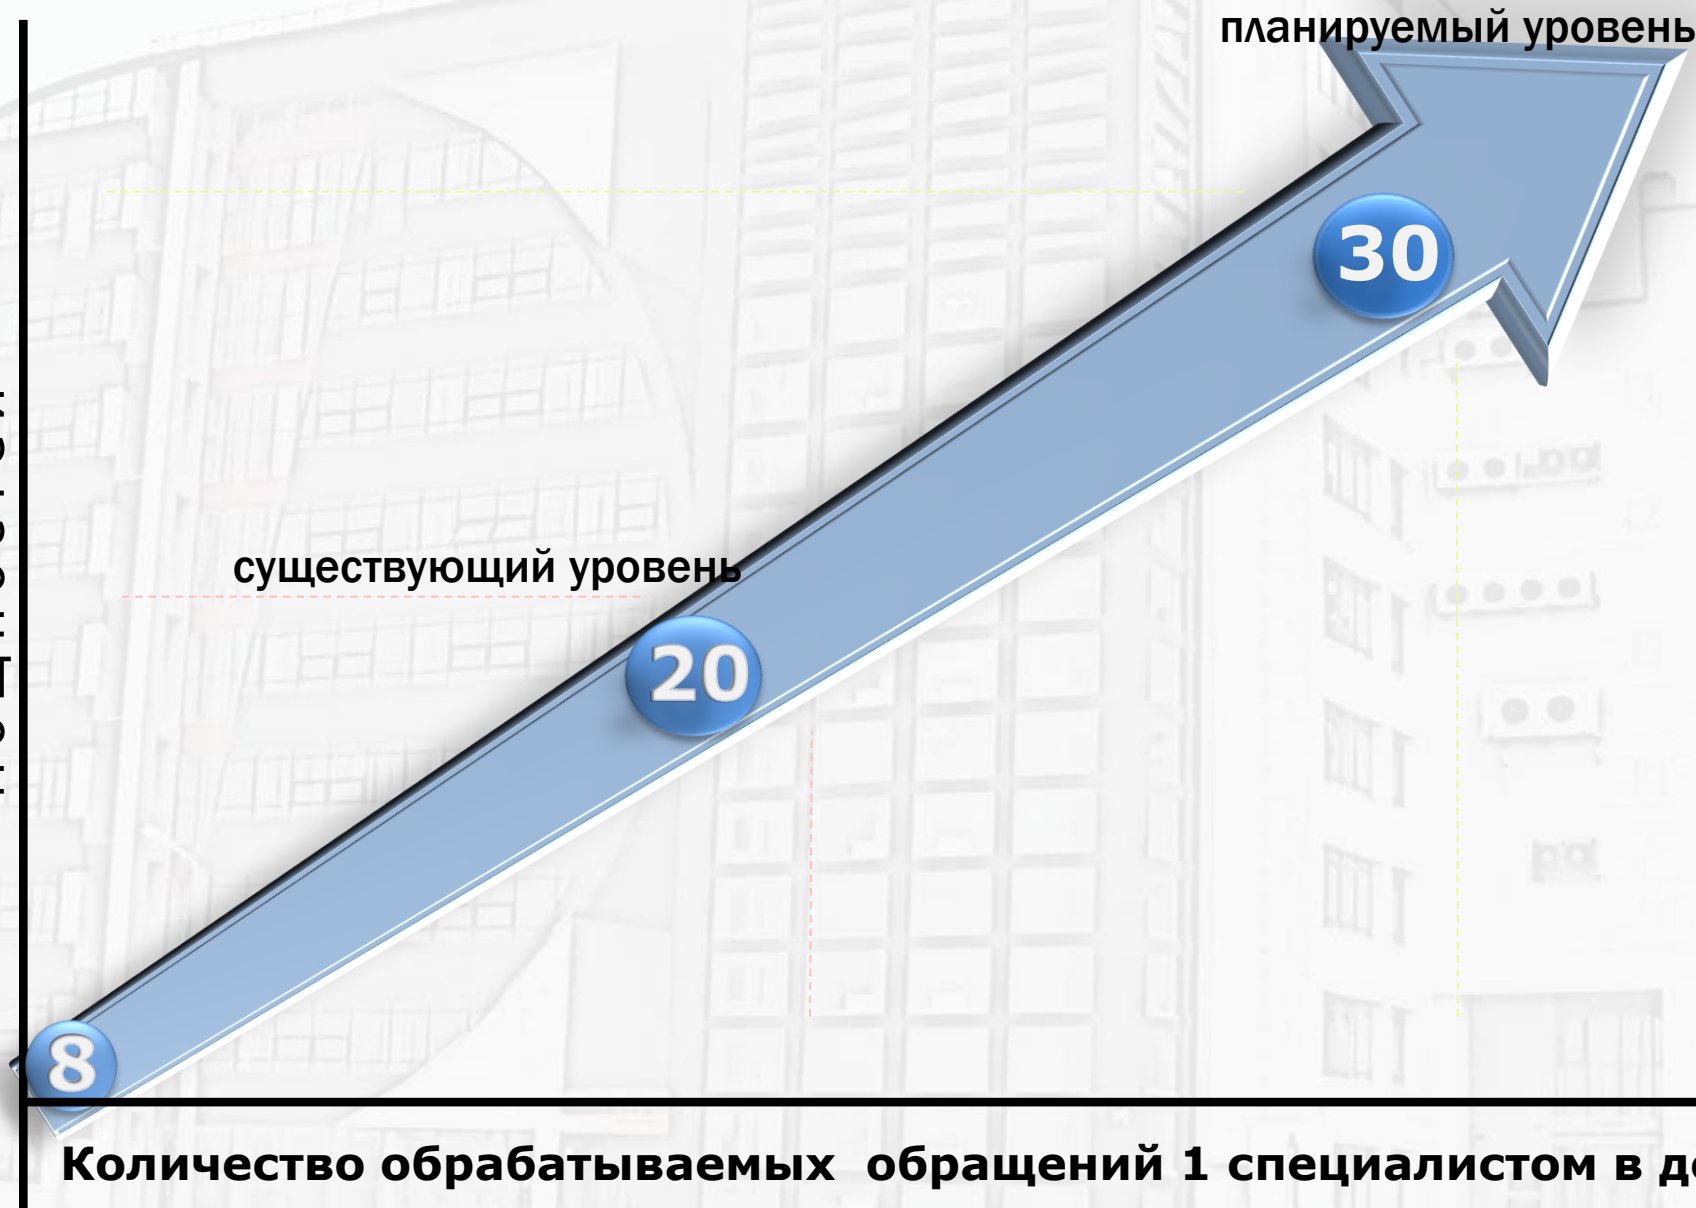 планируемый уровень
30
существующий уровень
20
8
Количество обрабатываемых обращений 1 специалистом в